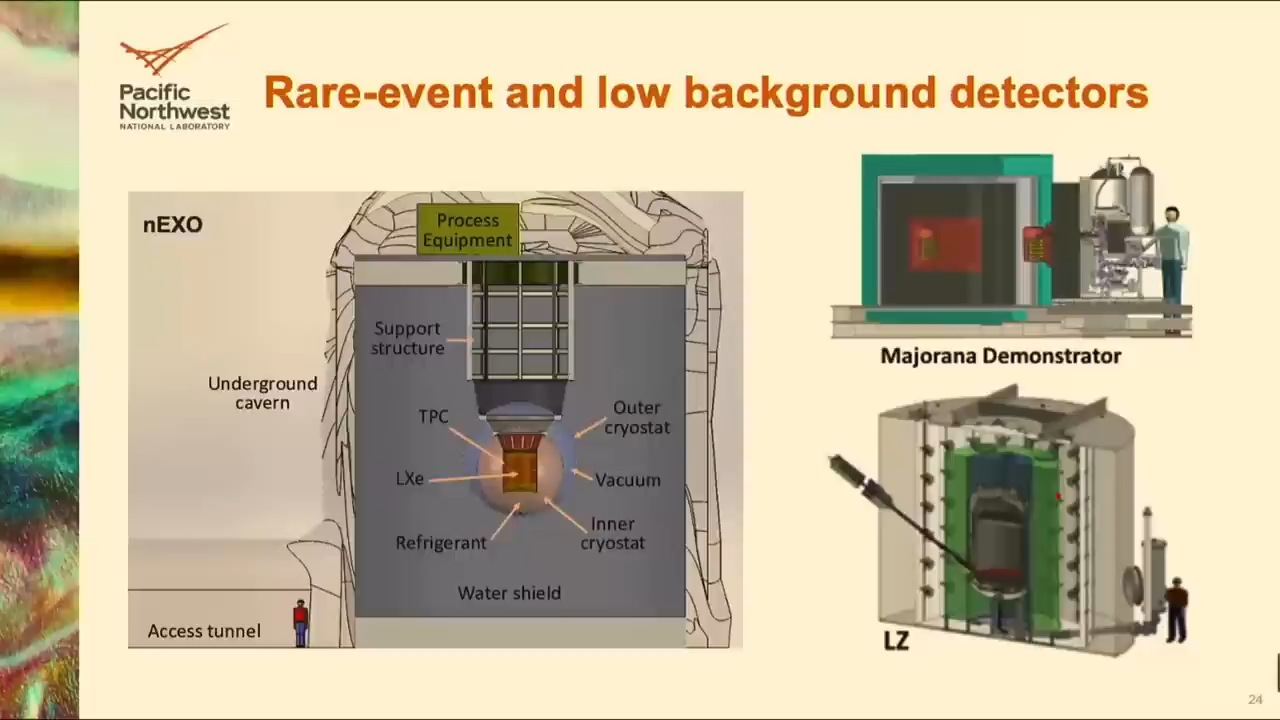 Pacific
Northwest
NATIONAL LABORATORY
Rare-event and low background detectors
nEXO
Process
Equipment
Support
structure
Underground
cavern
TPC
Outer
cryostat
LXe
Vacuum
Refrigerant
Inner
cryostat
Water shield
Access tunnel
Majorana Demonstrator
LZ
24